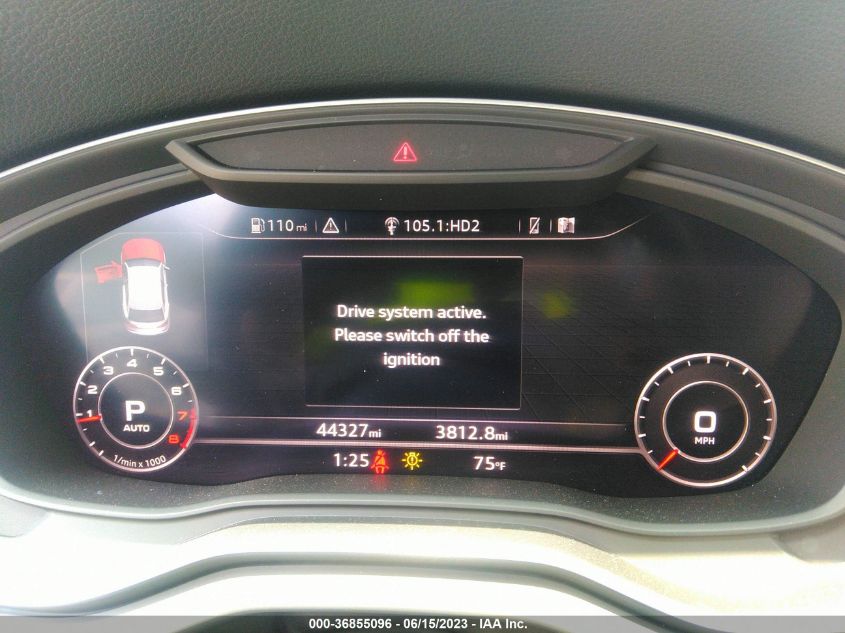 110 mi
105.1:HD2
Drive system active.
Please switch off the
ignition
1 2 3 4 5 6 7 8
P
AUTO
1/min x 1000
0
MPH
44327mi 3812.8mi
1:25 75°F
000-36855096 - 06/15/2023 - IAA Inc.